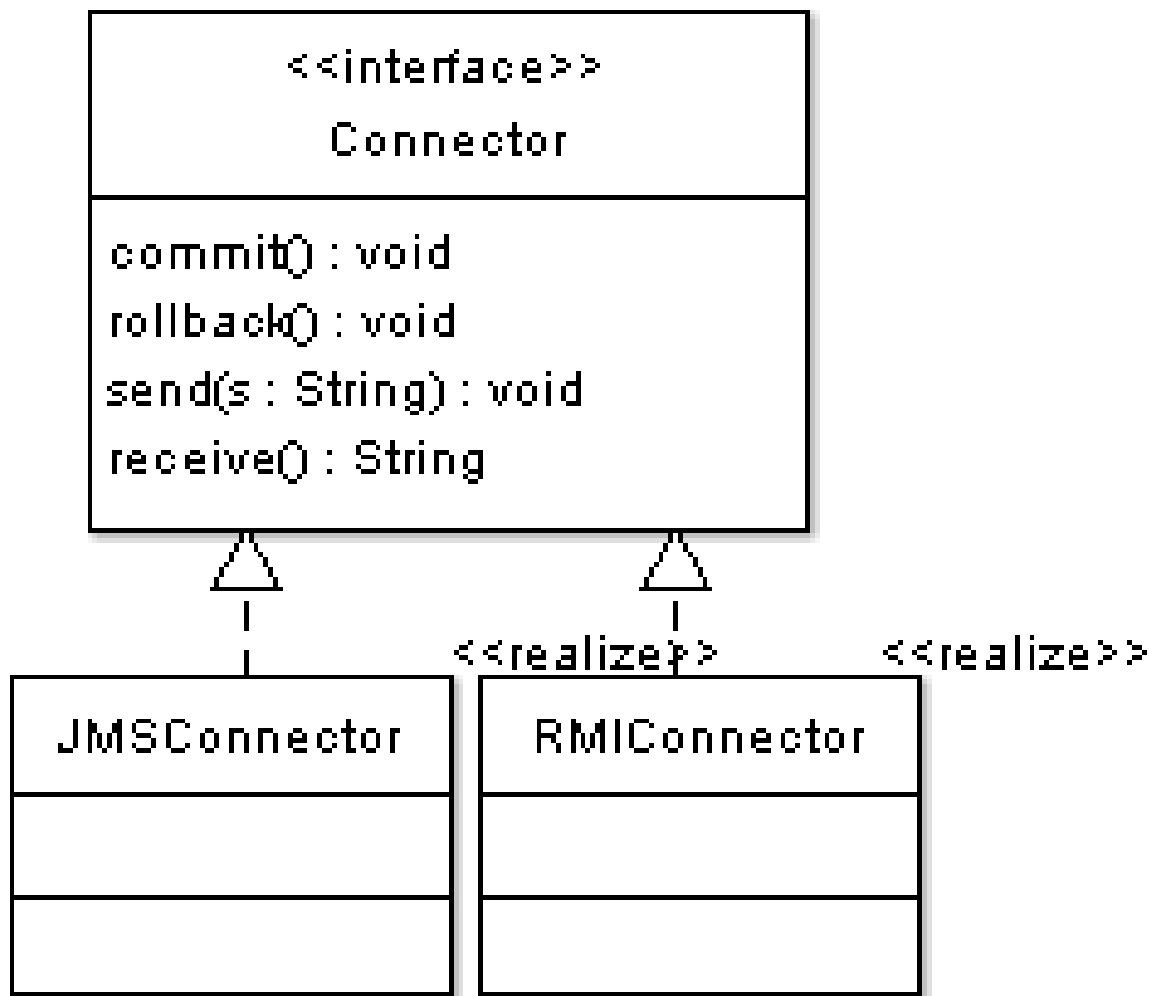 <<interface>>
Connector
commit() : void
rollback() : void
send(s : String) : void
receive() : String
<<realize>> <<realize>>
JMSConnector RMIConnector